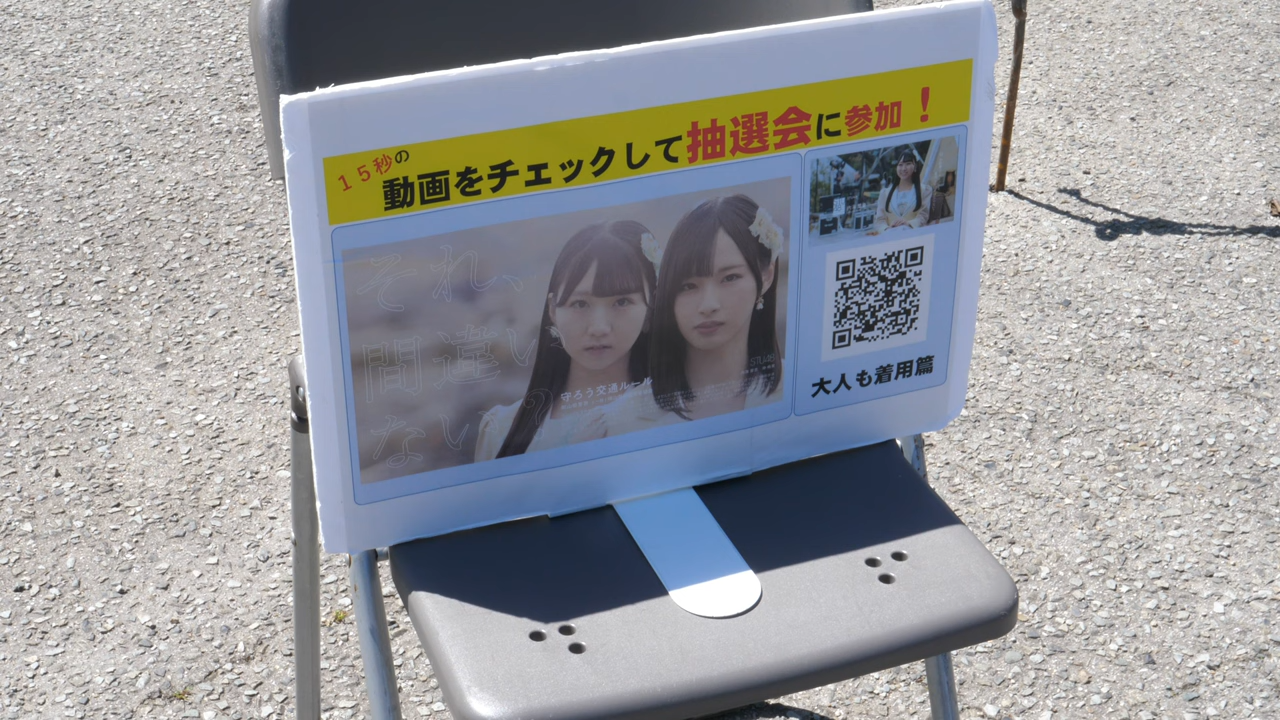 15秒の
動画をチェックして抽選会に参加！
それ、
間違い
ない？
守ろう交通ルール
STU48
大人も着用篇